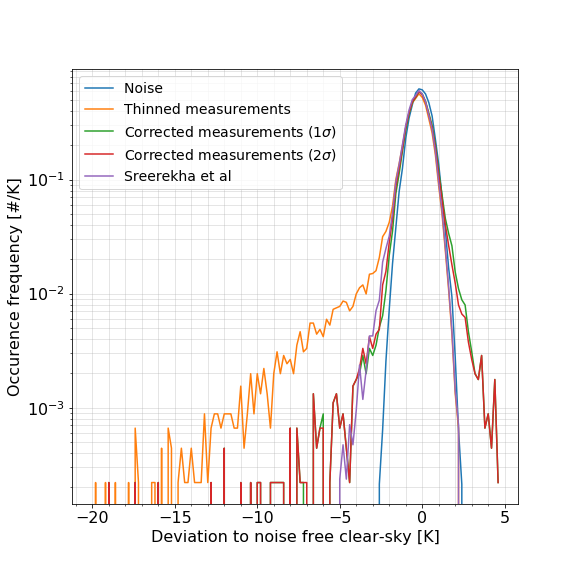 Noise
Thinned measurements
Corrected measurements (1σ)
Corrected measurements (2σ)
Sreerekha et al
Occurence frequency [#/K]
10⁻¹
10⁻²
10⁻³
−20 −15 −10 −5 0 5
Deviation to noise free clear-sky [K]